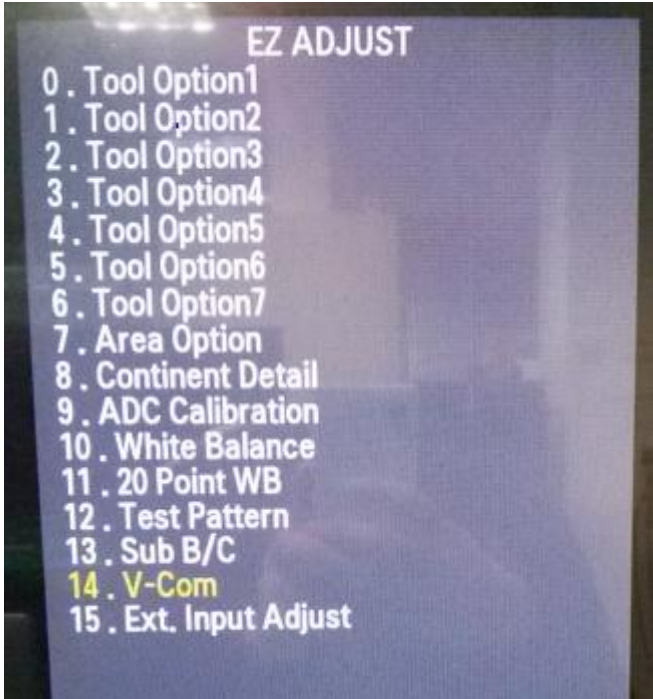 EZ ADJUST
0 . Tool Option1
1 . Tool Option2
2 . Tool Option3
3 . Tool Option4
4 . Tool Option5
5 . Tool Option6
6 . Tool Option7
7 . Area Option
8 . Continent Detail
9 . ADC Calibration
10 . White Balance
11 . 20 Point WB
12 . Test Pattern
13 . Sub B/C
14 . V-Com
15 . Ext. Input Adjust